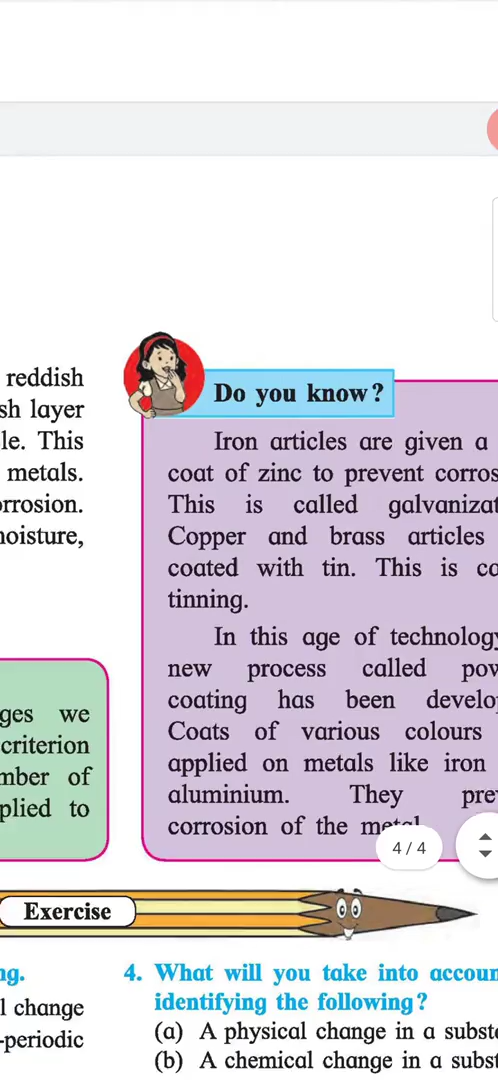 reddish
sh layer
le. This
metals.
orrosion.
noisture,
Do you know?
Iron articles are given a
coat of zinc to prevent corros
This is called galvanizat
Copper and brass articles
coated with tin. This is ca
tinning.
In this age of technology
new process called pow
coating has been develop
Coats of various colours
applied on metals like iron
aluminium. They pre
corrosion of the metal
4 / 4
ges we
criterion
mber of
plied to
Exercise
ng.
l change
-periodic
4. What will you take into accoun
identifying the following?
(a) A physical change in a subst
(b) A chemical change in a subst